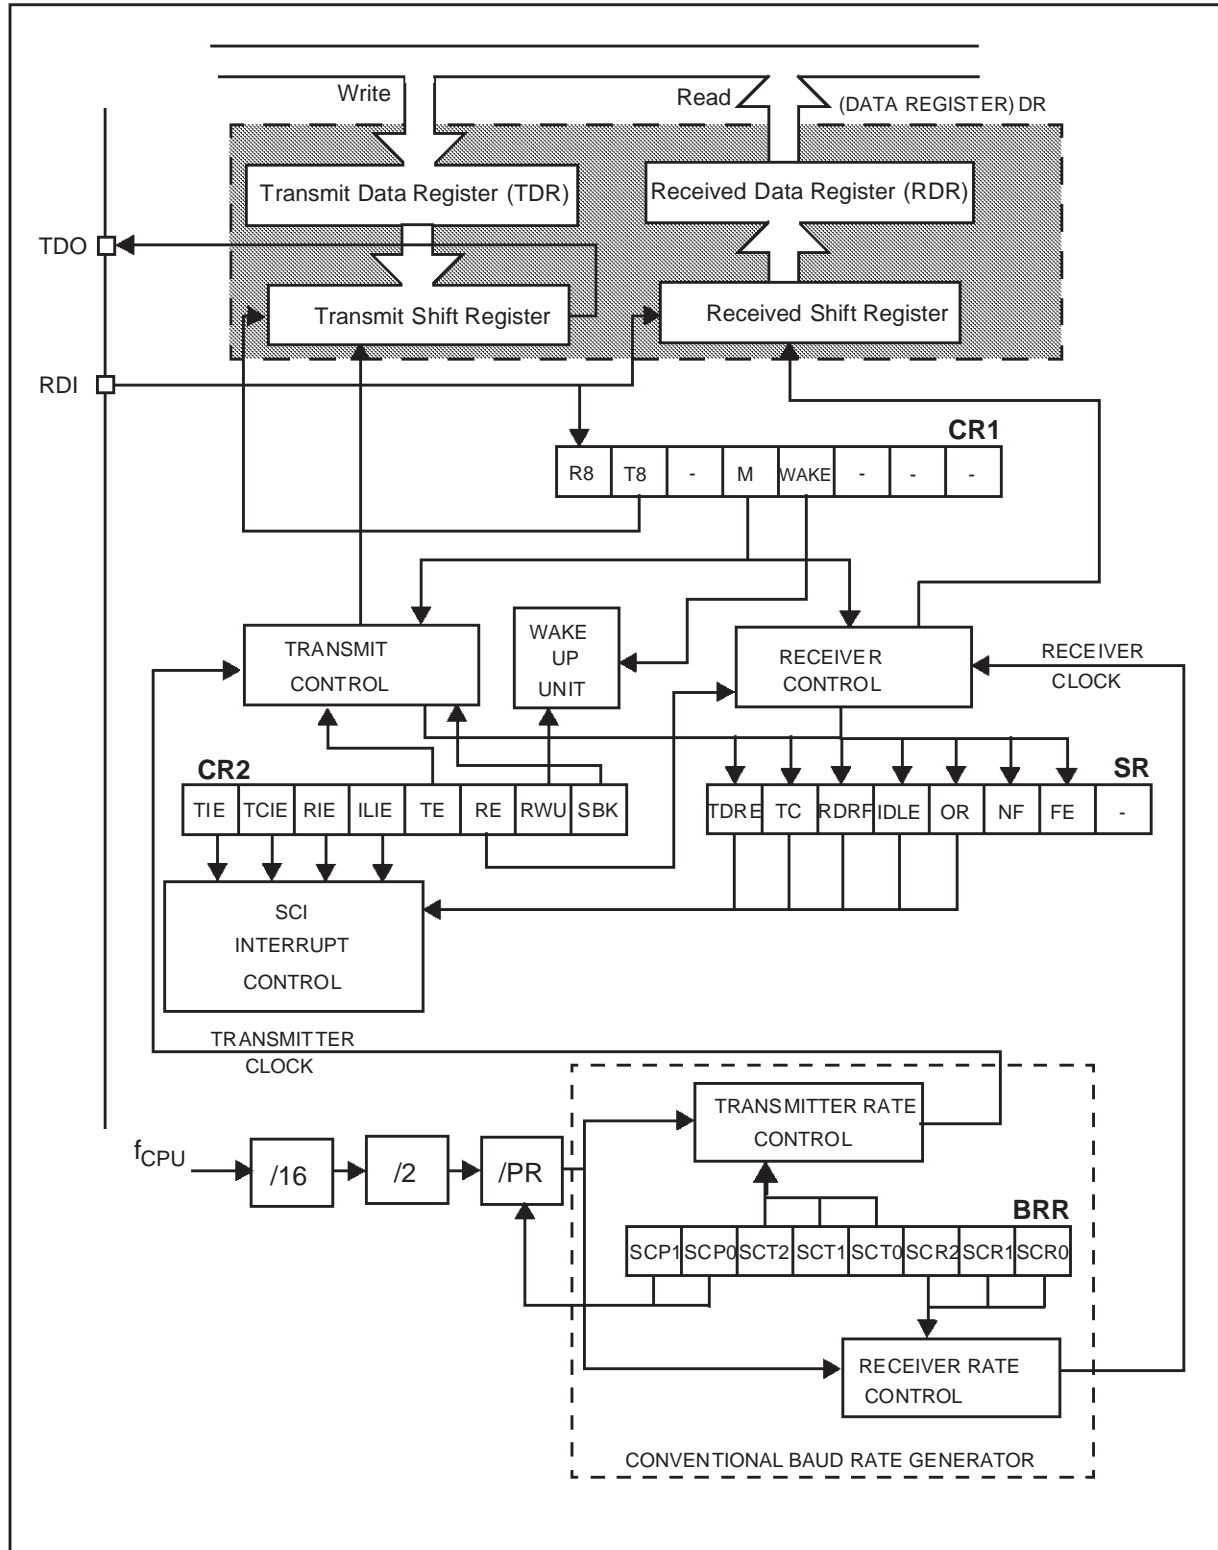 Write
Read
(DATA REGISTER) DR
Transmit Data Register (TDR)
Received Data Register (RDR)
TDO
Transmit Shift Register
Received Shift Register
RDI
CR1
R8 T8 - M WAKE - - -
TRANSMIT
CONTROL
WAKE
UP
UNIT
RECEIVER
CONTROL
RECEIVER
CLOCK
CR2
TIE TCIE RIE ILIE TE RE RWU SBK
SR
TDRE TC RDRF IDLE OR NF FE -
SCI
INTERRUPT
CONTROL
TRANSMITTER
CLOCK
TRANSMITTER RATE
CONTROL
fCPU
/16
/2
/PR
BRR
SCP1 SCP0 SCT2 SCT1 SCT0 SCR2 SCR1 SCR0
RECEIVER RATE
CONTROL
CONVENTIONAL BAUD RATE GENERATOR